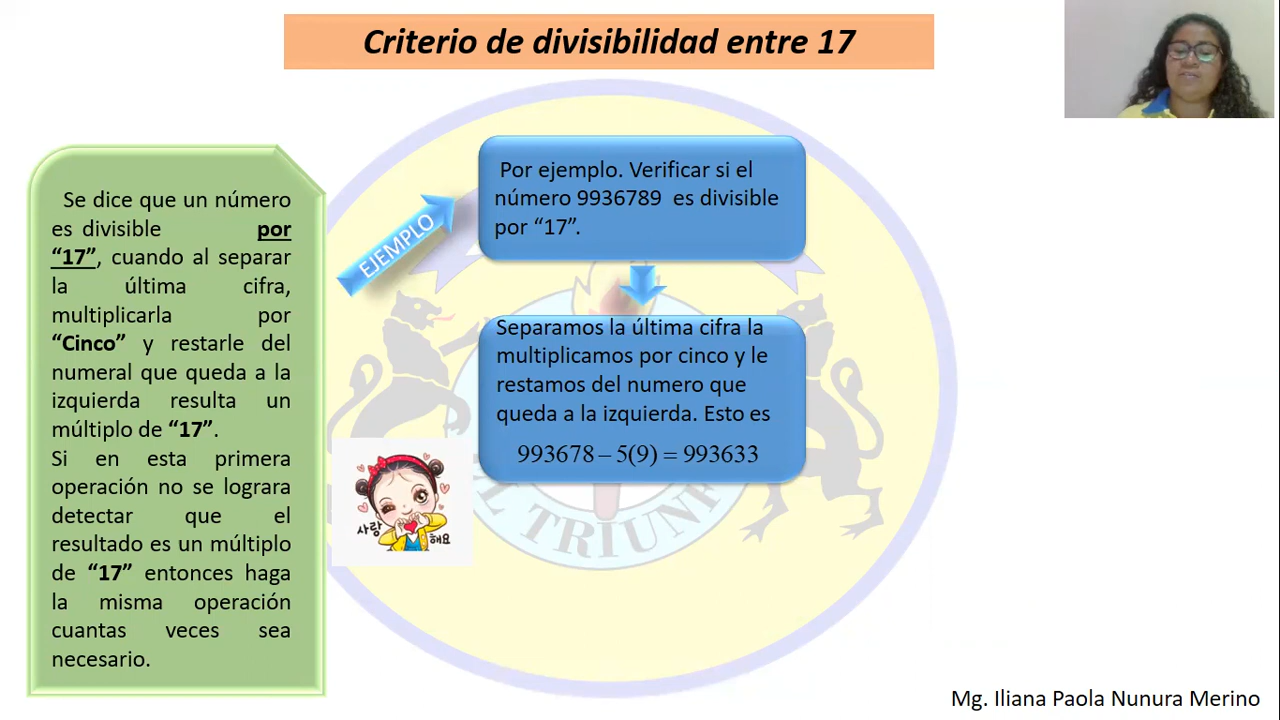 Criterio de divisibilidad entre 17
Se dice que un número
es divisible por
“17”, cuando al separar
la última cifra,
multiplicarla por
“Cinco” y restarle del
numeral que queda a la
izquierda resulta un
múltiplo de “17”.
Si en esta primera
operación no se lograra
detectar que el
resultado es un múltiplo
de “17” entonces haga
la misma operación
cuantas veces sea
necesario.
EJEMPLO
Por ejemplo. Verificar si el
número 9936789 es divisible
por “17”.
Separamos la última cifra la
multiplicamos por cinco y le
restamos del numero que
queda a la izquierda. Esto es
993678 – 5(9) = 993633
사랑
해요
L TRIUNF
Mg. Iliana Paola Nunura Merino